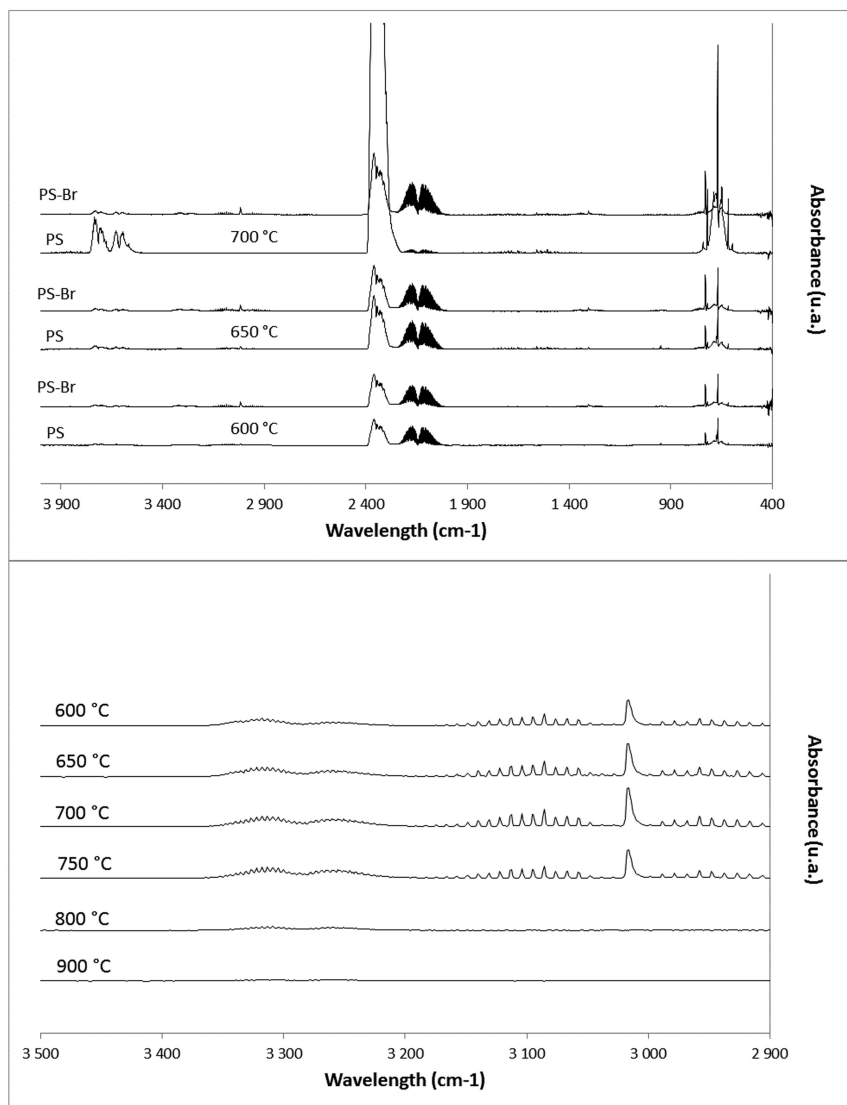 PS-Br
PS 700 °C
PS-Br
PS 650 °C
PS-Br
PS 600 °C
3 900 3 400 2 900 2 400 1 900 1 400 900 400
Wavelength (cm-1)
Absorbance (u.a.)
600 °C
650 °C
700 °C
750 °C
800 °C
900 °C
3 500 3 400 3 300 3 200 3 100 3 000 2 900
Wavelength (cm-1)
Absorbance (u.a.)